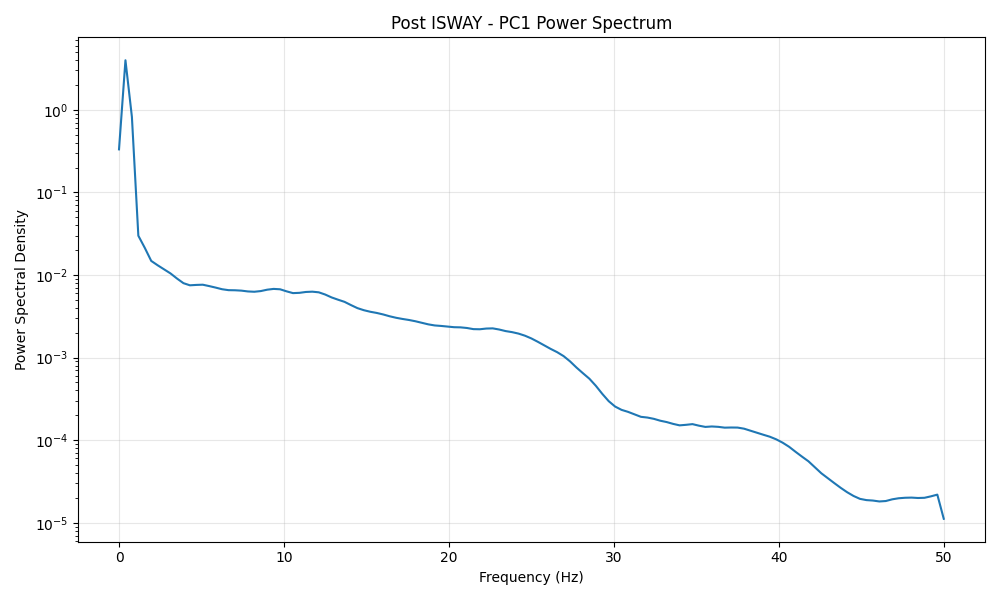 Post ISWAY - PC1 Power Spectrum
Power Spectral Density
10⁰
10⁻¹
10⁻²
10⁻³
10⁻⁴
10⁻⁵
0 10 20 30 40 50
Frequency (Hz)